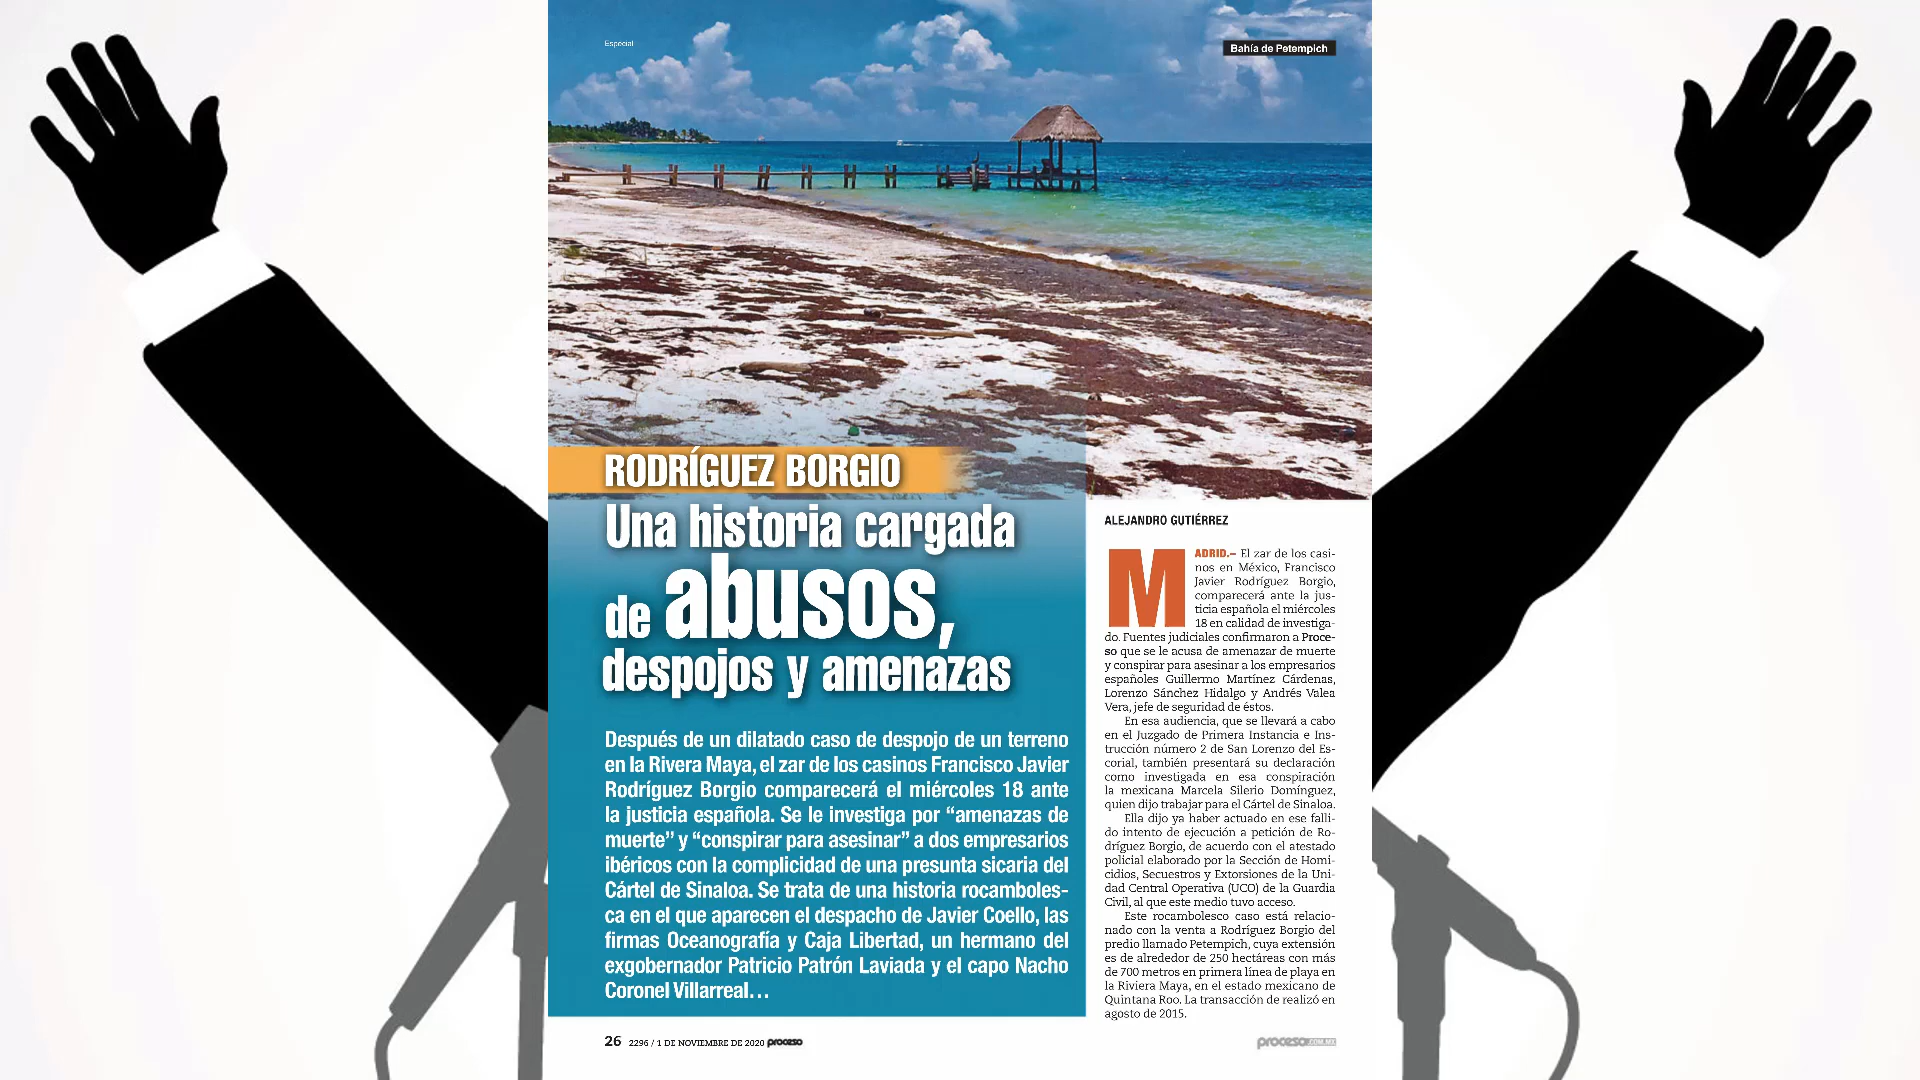 Especial
Bahía de Petempich
RODRÍGUEZ BORGIO
Una historia cargada
de abusos,
despojos y amenazas
Después de un dilatado caso de despojo de un terreno
en la Rivera Maya, el zar de los casinos Francisco Javier
Rodríguez Borgio comparecerá el miércoles 18 ante
la justicia española. Se le investiga por “amenazas de
muerte” y “conspirar para asesinar” a dos empresarios
ibéricos con la complicidad de una presunta sicaria del
Cártel de Sinaloa. Se trata de una historia rocamboles-
ca en el que aparecen el despacho de Javier Coello, las
firmas Oceanografía y Caja Libertad, un hermano del
exgobernador Patricio Patrón Laviada y el capo Nacho
Coronel Villarreal…
ALEJANDRO GUTIÉRREZ
MADRID.– El zar de los casi-
nos en México, Francisco
Javier Rodríguez Borgio,
comparecerá ante la jus-
ticia española el miércoles
18 en calidad de investiga-
do. Fuentes judiciales confirmaron a Proce-
so que se le acusa de amenazar de muerte
y conspirar para asesinar a los empresarios
españoles Guillermo Martínez Cárdenas,
Lorenzo Sánchez Hidalgo y Andrés Valea
Vera, jefe de seguridad de éstos.
En esa audiencia, que se llevará a cabo
en el Juzgado de Primera Instancia e Ins-
trucción número 2 de San Lorenzo del Es-
corial, también presentará su declaración
como investigada en esa conspiración
la mexicana Marcela Silerio Domínguez,
quien dijo trabajar para el Cártel de Sinaloa.
Ella dijo ya haber actuado en ese falli-
do intento de ejecución a petición de Ro-
dríguez Borgio, de acuerdo con el atestado
policial elaborado por la Sección de Homi-
cidios, Secuestros y Extorsiones de la Uni-
dad Central Operativa (UCO) de la Guardia
Civil, al que este medio tuvo acceso.
Este rocambolesco caso está relacio-
nado con la venta a Rodríguez Borgio del
predio llamado Petempich, cuya extensión
es de alrededor de 250 hectáreas con más
de 700 metros en primera línea de playa en
la Riviera Maya, en el estado mexicano de
Quintana Roo. La transacción de realizó en
agosto de 2015.
26 2296 / 1 DE NOVIEMBRE DE 2020 proceso
proceso.COM.MX